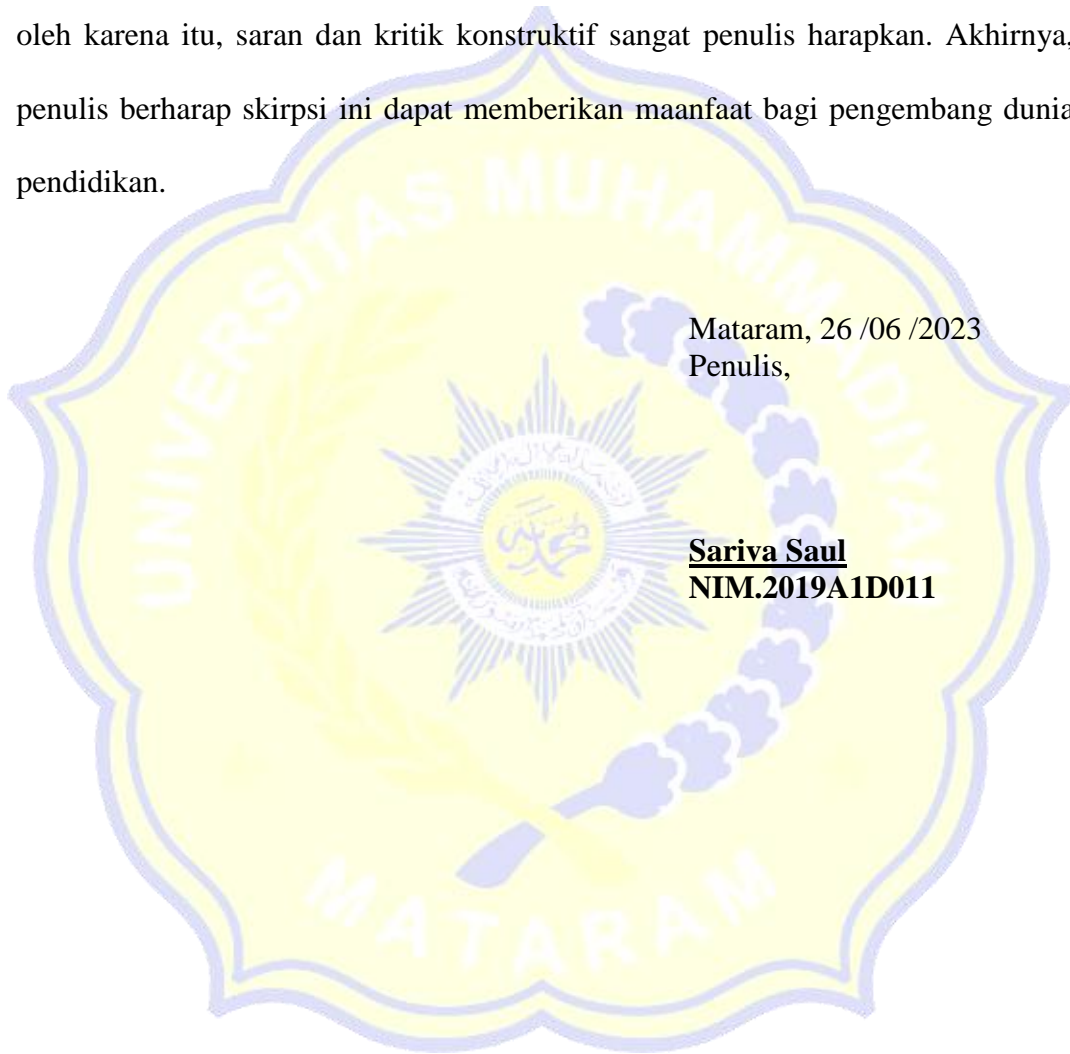 oleh karena itu, saran dan kritik konstruktif sangat penulis harapkan. Akhirnya,
penulis berharap skirpsi ini dapat memberikan maanfaat bagi pengembang dunia
pendidikan.
UNIVERSITAS MUHAMMADIYAH
Mataram, 26 /06 /2023
Penulis,
محمد
Sariva Saul
NIM.2019A1D011
MATARAM